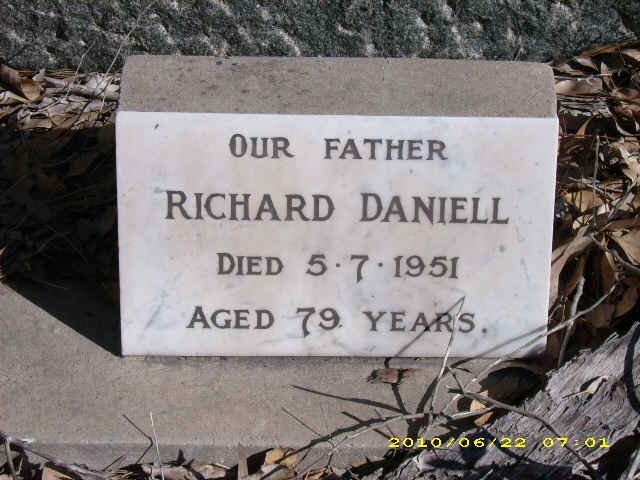 OUR FATHER
RICHARD DANIELL
DIED 5·7·1951
AGED 79 YEARS.
2010/06/22 07:01